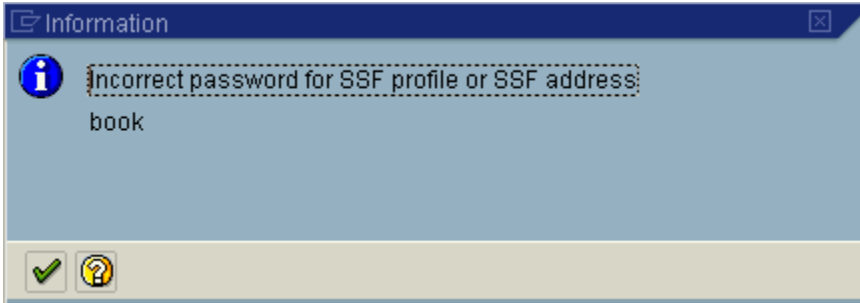 Information
Incorrect password for SSF profile or SSF address
book